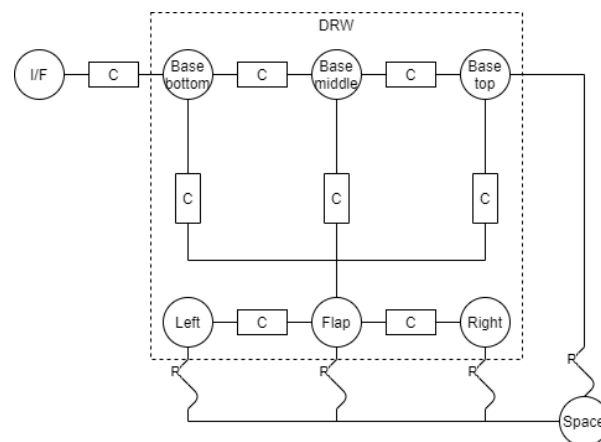 DRW
I/F
C
Base
bottom
C
Base
middle
C
Base
top
C
C
C
Left
C
Flap
C
Right
R
R
R
R
Space